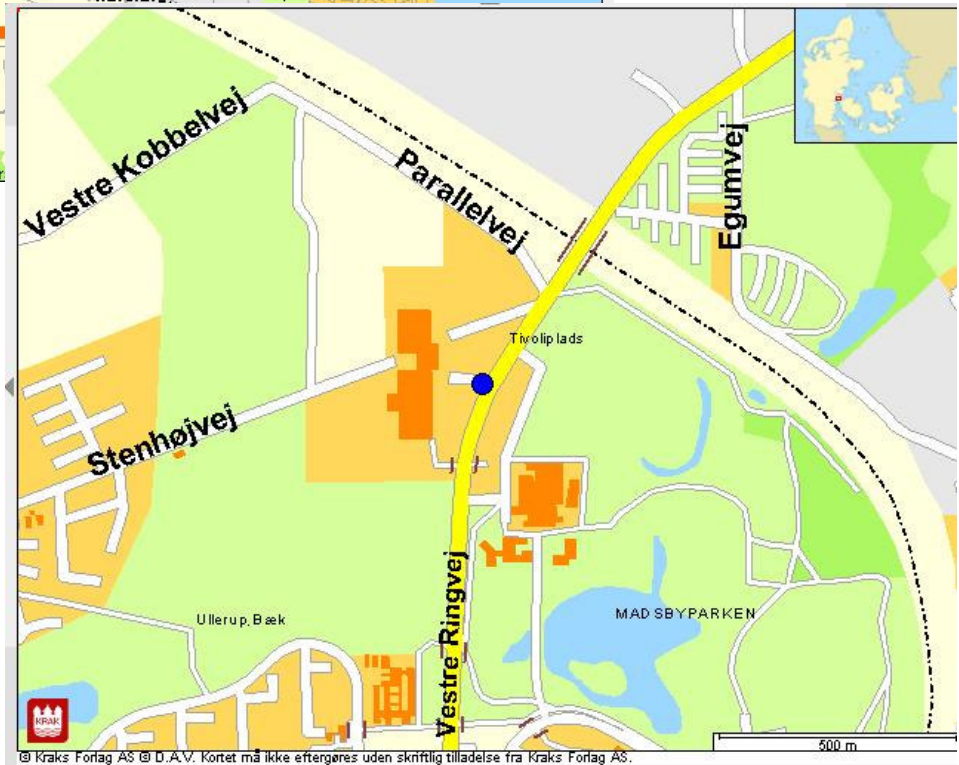 Vestre Kobbelvej
Parallelvej
Egumvej
Tivoliplads
Stenhøjvej
Vestre Ringvej
MADSBYPARKEN
Ullerup, Bæk
KRAK
500 m
© Kraks Forlag AS © D.A.V. Kortet må ikke eftergøres uden skriftlig tilladelse fra Kraks Forlag AS.